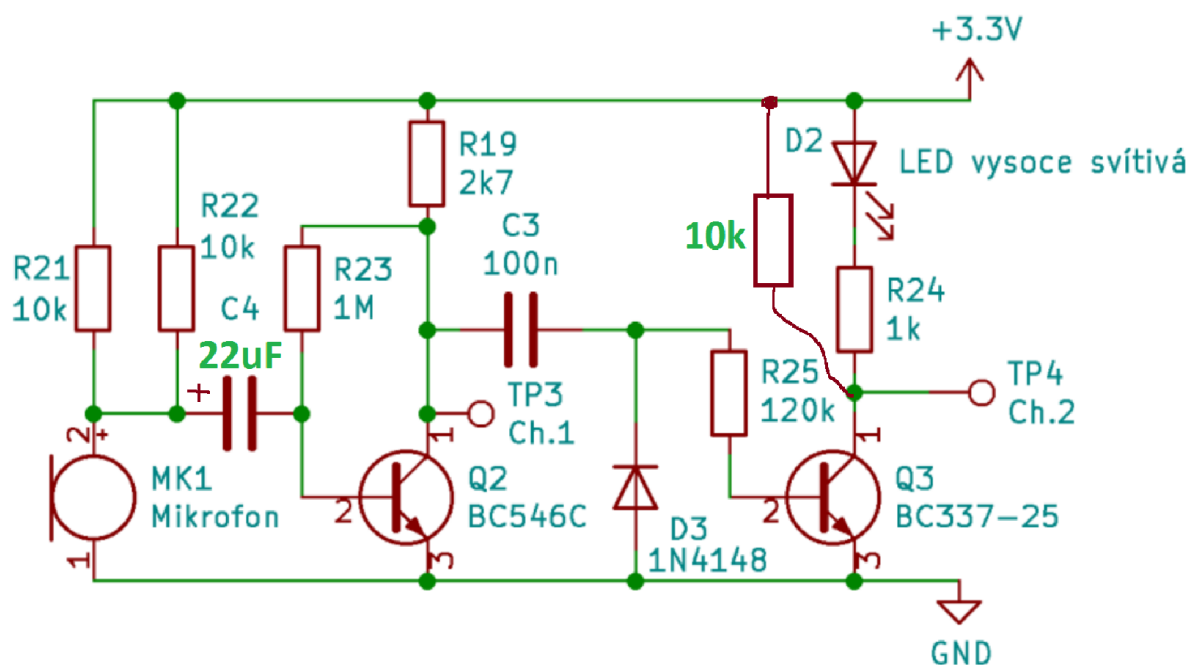 +3.3V
R19
2k7
D2
LED vysoce svítivá
R22
10k
C3
100n
10k
R21
10k
R23
1M
C4
R24
1k
22uF
+
R25
120k
TP3
Ch.1
TP4
Ch.2
2
+
1
1
MK1
Mikrofon
1
2
Q2
BC546C
3
2
Q3
BC337-25
3
D3
1N4148
GND